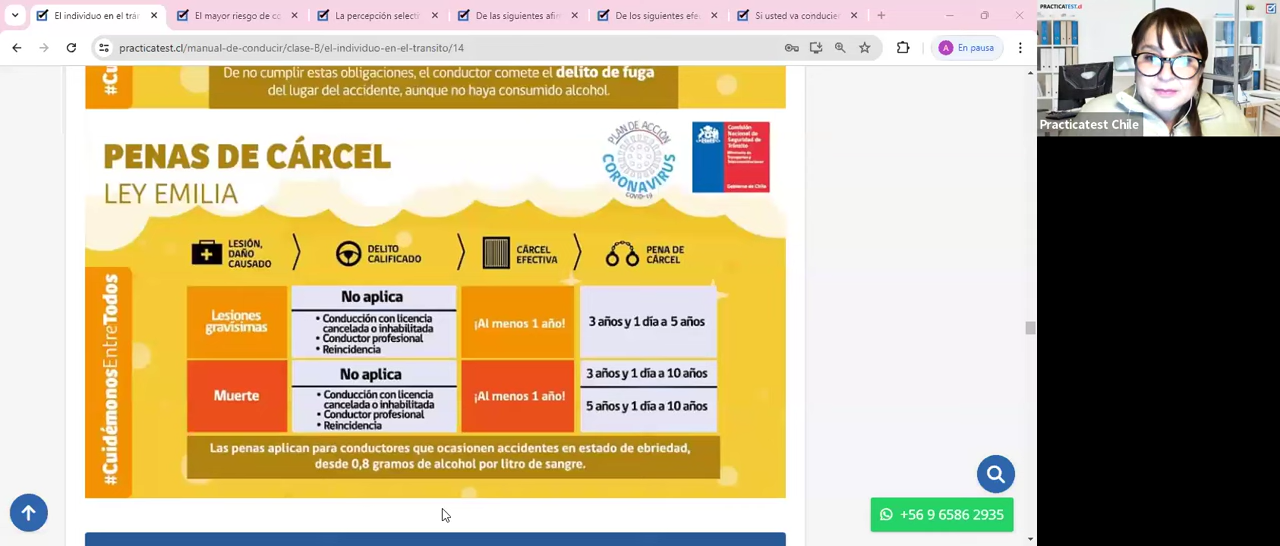 El individuo en el trán
El mayor riesgo de co
La percepción selecti
De las siguientes afin
De los siguientes efe
Si usted va conducien
practicatest.cl/manual-de-conducir/clase-B/el-individuo-en-el-transito/14
A En pausa
PRACTICATEST.cl
Practicatest Chile
#Cu
De no cumplir estas obligaciones, el conductor comete el delito de fuga
del lugar del accidente, aunque no haya consumido alcohol.
PENAS DE CÁRCEL
LEY EMILIA
PLAN DE ACCIÓN
CORONAVIRUS
COVID-19
Comisión
Nacional de
Seguridad de
Tránsito
Ministerio de
Transportes y
Telecomunicaciones
Gobierno de Chile
LESIÓN,
DAÑO
CAUSADO
DELITO
CALIFICADO
CÁRCEL
EFECTIVA
PENA DE
CÁRCEL
#CuidémonosEntreTodos
Lesiones
gravísimas
No aplica
• Conducción con licencia
cancelada o inhabilitada
• Conductor profesional
• Reincidencia
¡Al menos 1 año!
3 años y 1 día a 5 años
Muerte
No aplica
• Conducción con licencia
cancelada o inhabilitada
• Conductor profesional
• Reincidencia
¡Al menos 1 año!
3 años y 1 día a 10 años
5 años y 1 día a 10 años
Las penas aplican para conductores que ocasionen accidentes en estado de ebriedad,
desde 0,8 gramos de alcohol por litro de sangre.
+56 9 6586 2935